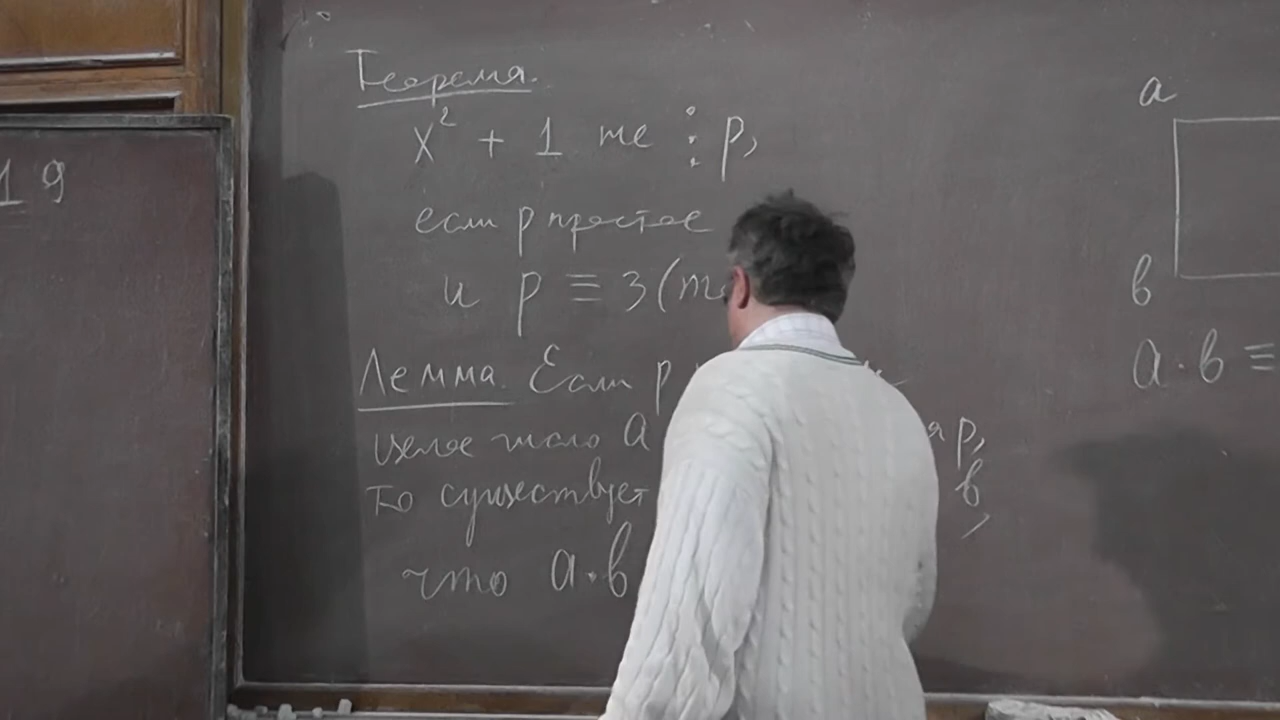 19
Теорема.
x² + 1 не ⋮ p,
если p простое
и p ≡ 3 (m
Лемма. Если p
целое число a
я p,
то существует
b
,
что a·b
a
b
a·b ≡